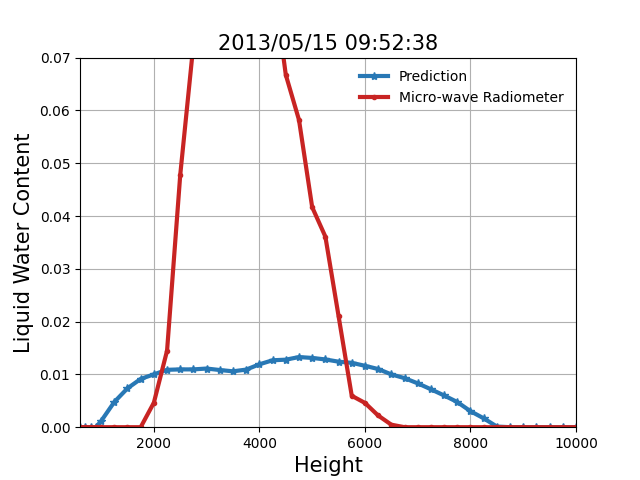 2013/05/15 09:52:38
Prediction
Micro-wave Radiometer
Liquid Water Content
0.07
0.06
0.05
0.04
0.03
0.02
0.01
0.00
2000 4000 6000 8000 10000
Height